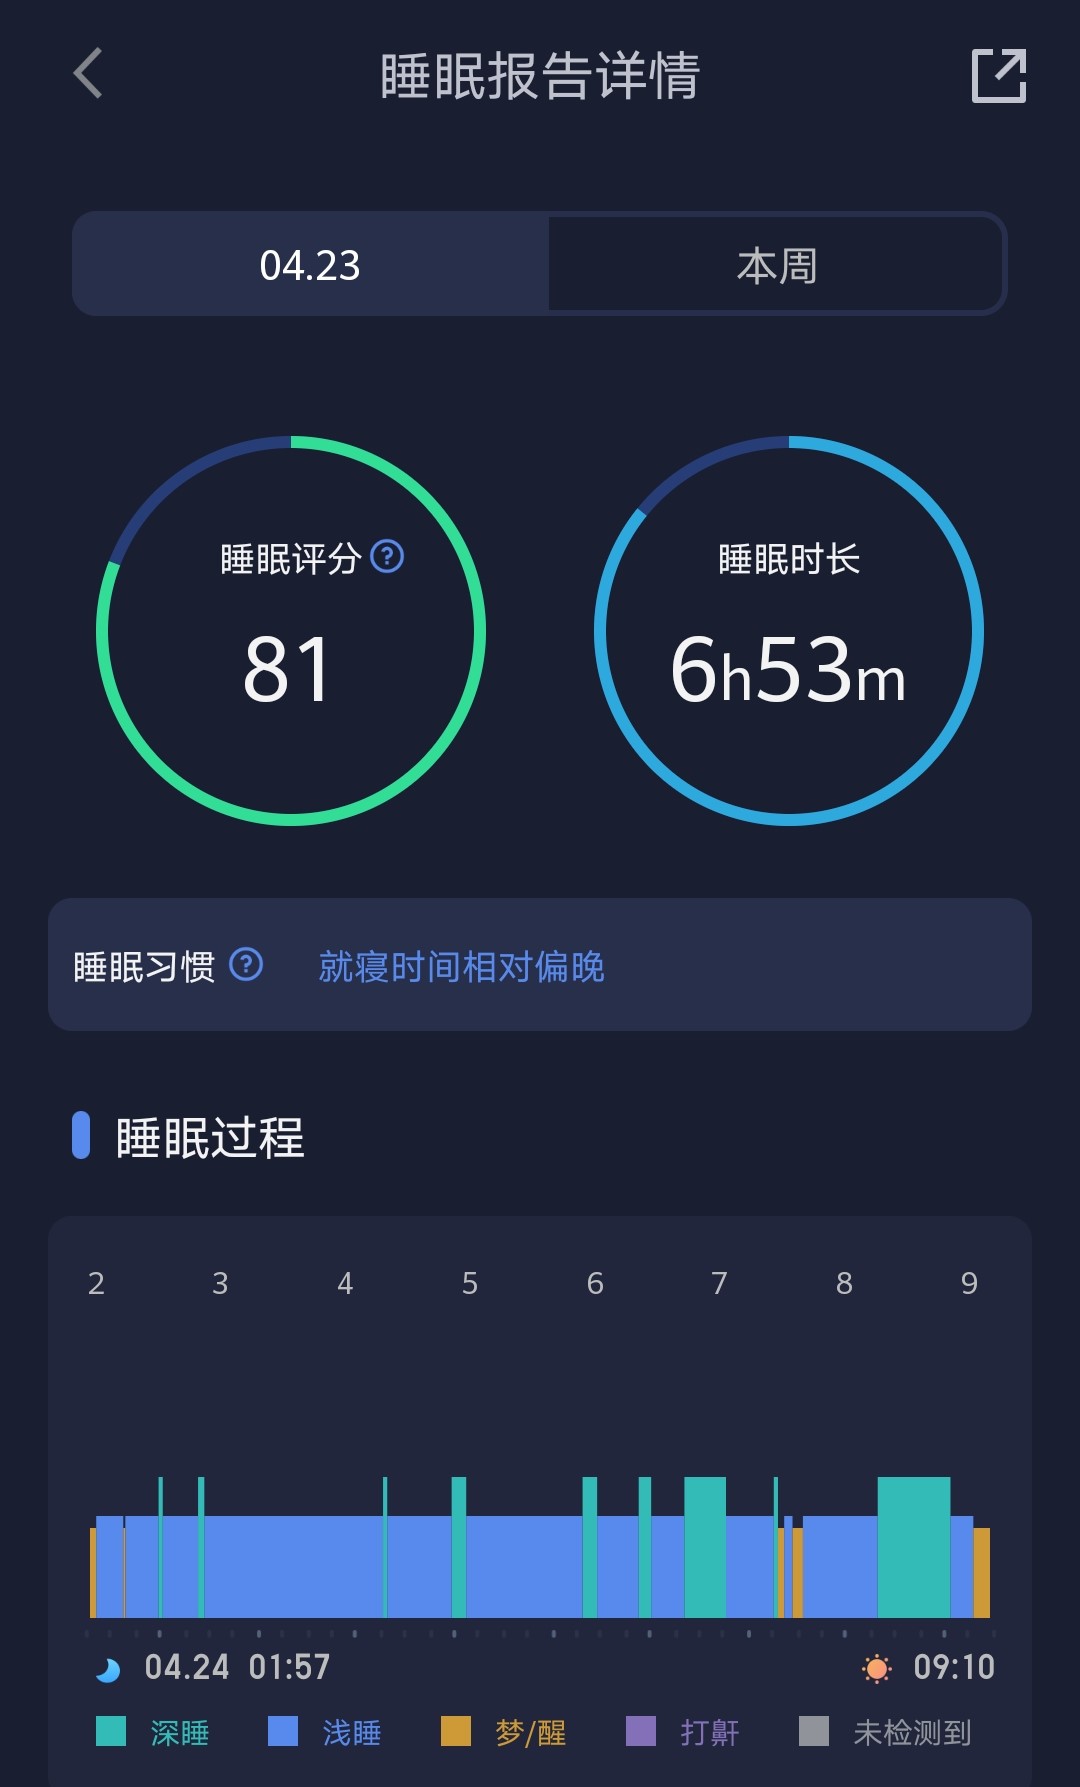 睡眠报告详情
04.23 本周
睡眠评分 ? 睡眠时长
81 6h53m
睡眠习惯 ? 就寝时间相对偏晚
睡眠过程
2 3 4 5 6 7 8 9
04.24 01:57 09:10
深睡 浅睡 梦/醒 打鼾 未检测到